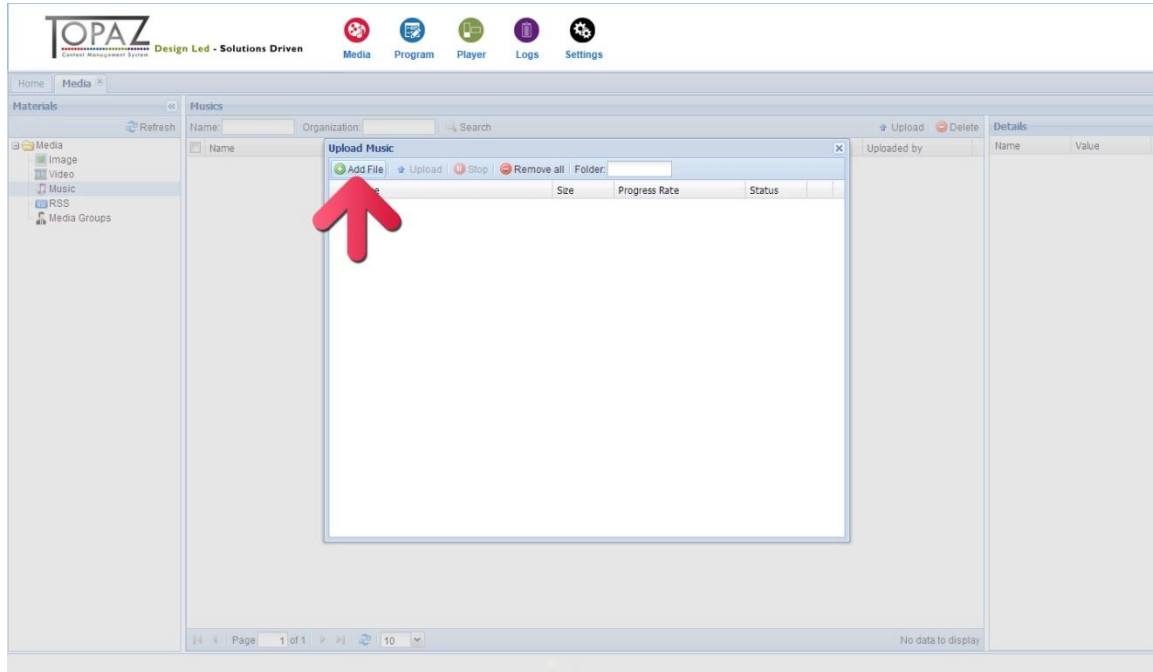 TOPAZ
Content Management System
Design Led - Solutions Driven
Media Program Player Logs Settings
Home Media
Materials
Refresh
Media
Image
Video
Music
RSS
Media Groups
Musics
Name: Organization: Search Upload Delete
Name Uploaded by
Details
Name Value
Upload Music
Add File Upload Stop Remove all Folder:
Size Progress Rate Status
Page 1 of 1 10 No data to display